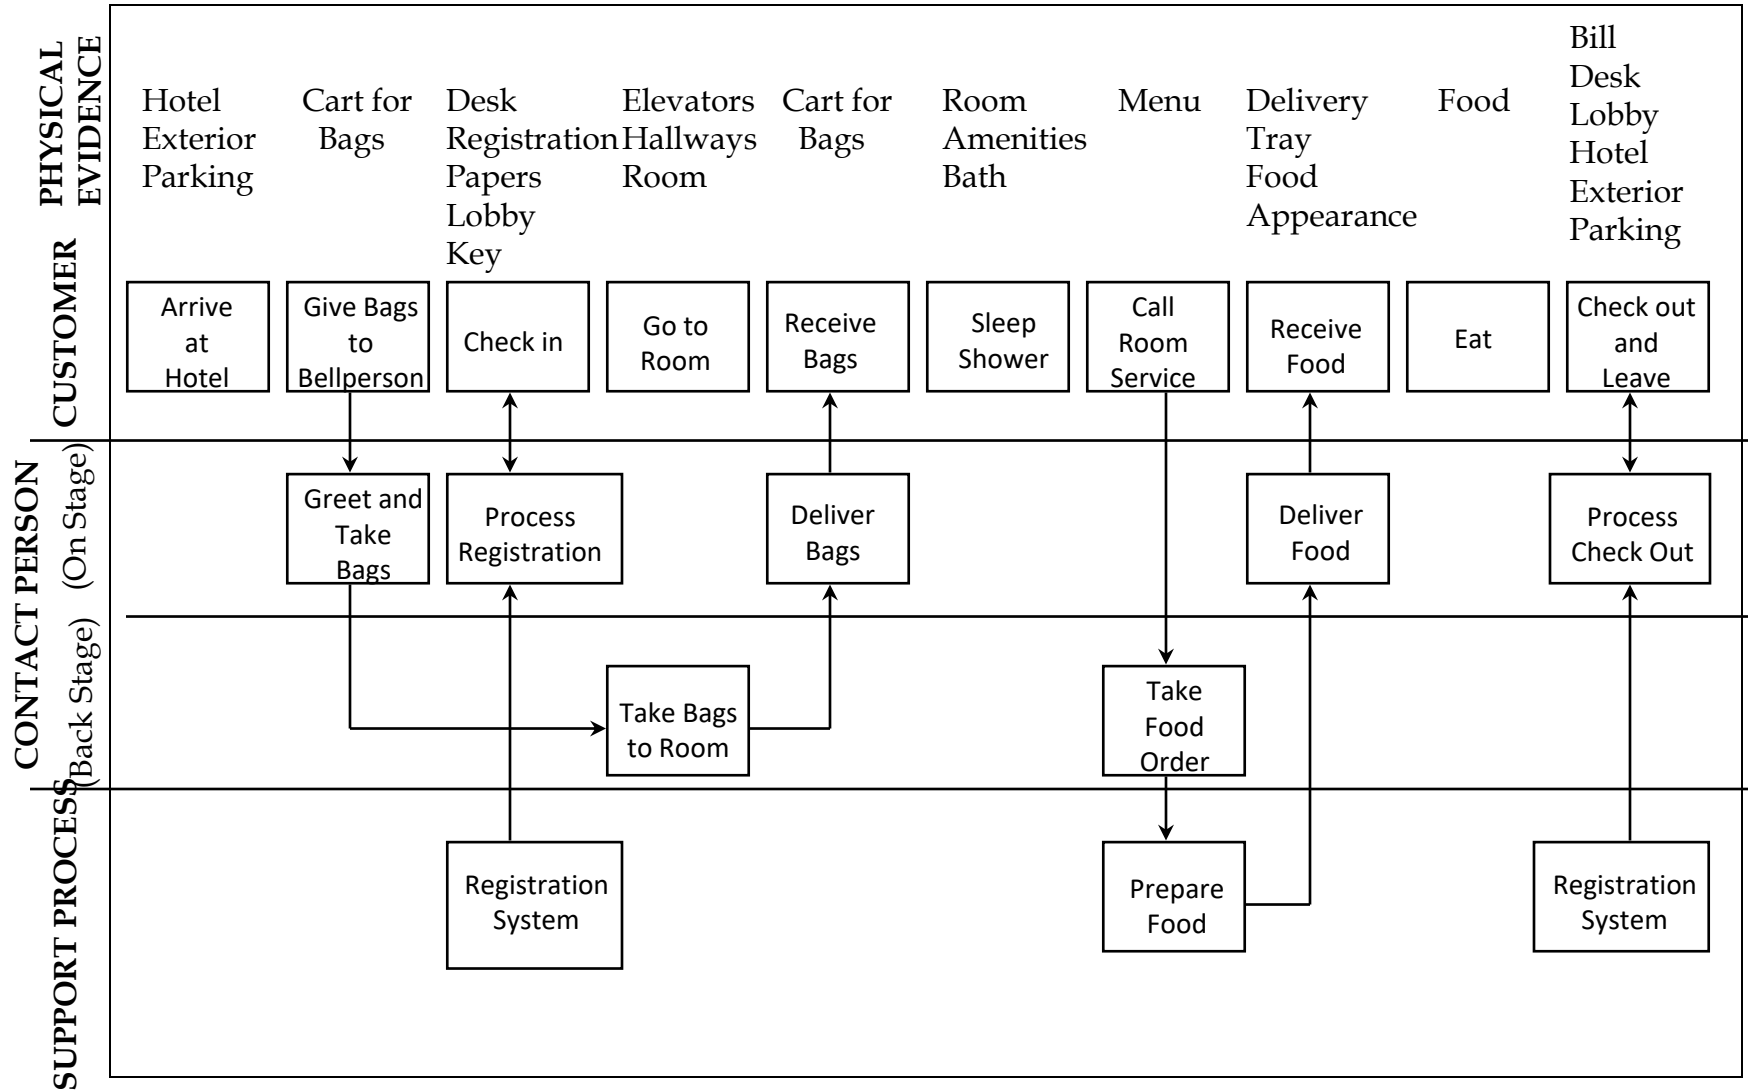 PHYSICAL
EVIDENCE
Hotel
Exterior
Parking
Cart for
Bags
Desk
Registration
Papers
Lobby
Key
Elevators
Hallways
Room
Cart for
Bags
Room
Amenities
Bath
Menu
Delivery
Tray
Food
Appearance
Food
Bill
Desk
Lobby
Hotel
Exterior
Parking
CUSTOMER
Arrive
at
Hotel
Give Bags
to
Bellperson
Check in
Go to
Room
Receive
Bags
Sleep
Shower
Call
Room
Service
Receive
Food
Eat
Check out
and
Leave
CONTACT PERSON
(On Stage)
Greet and
Take
Bags
Process
Registration
Deliver
Bags
Deliver
Food
Process
Check Out
(Back Stage)
Take Bags
to Room
Take
Food
Order
SUPPORT PROCESS
Registration
System
Prepare
Food
Registration
System